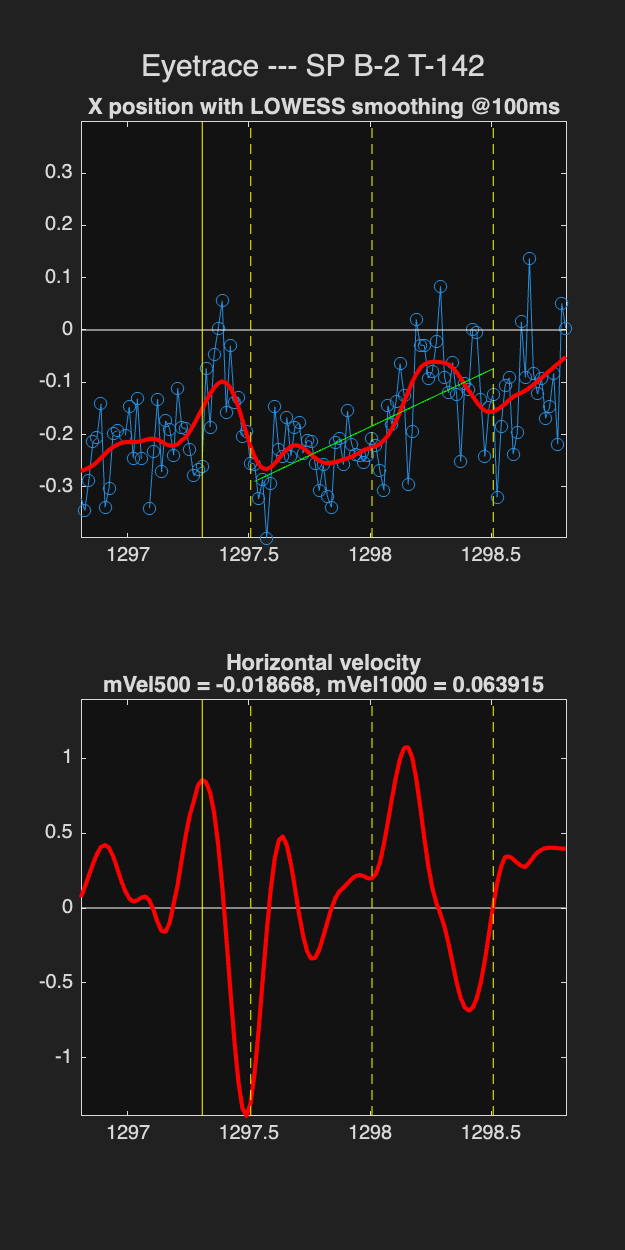 Eyetrace --- SP B-2 T-142
X position with LOWESS smoothing @100ms
0.3
0.2
0.1
0
-0.1
-0.2
-0.3
1297 1297.5 1298 1298.5
Horizontal velocity
mVel500 = -0.018668, mVel1000 = 0.063915
1
0.5
0
-0.5
-1
1297 1297.5 1298 1298.5